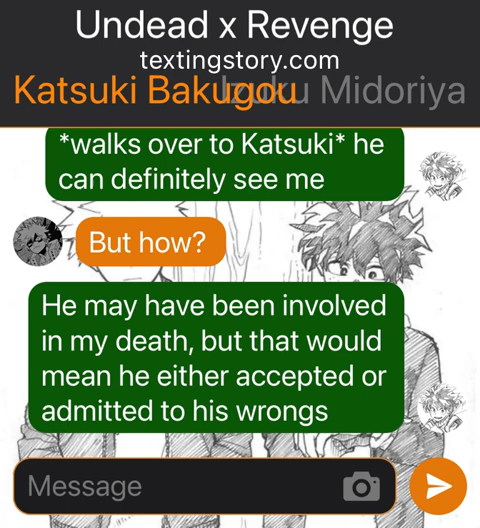 Undead x Revenge
textingstory.com
Katsuki Bakugou Izuku Midoriya
*walks over to Katsuki* he
can definitely see me
But how?
He may have been involved
in my death, but that would
mean he either accepted or
admitted to his wrongs
Message